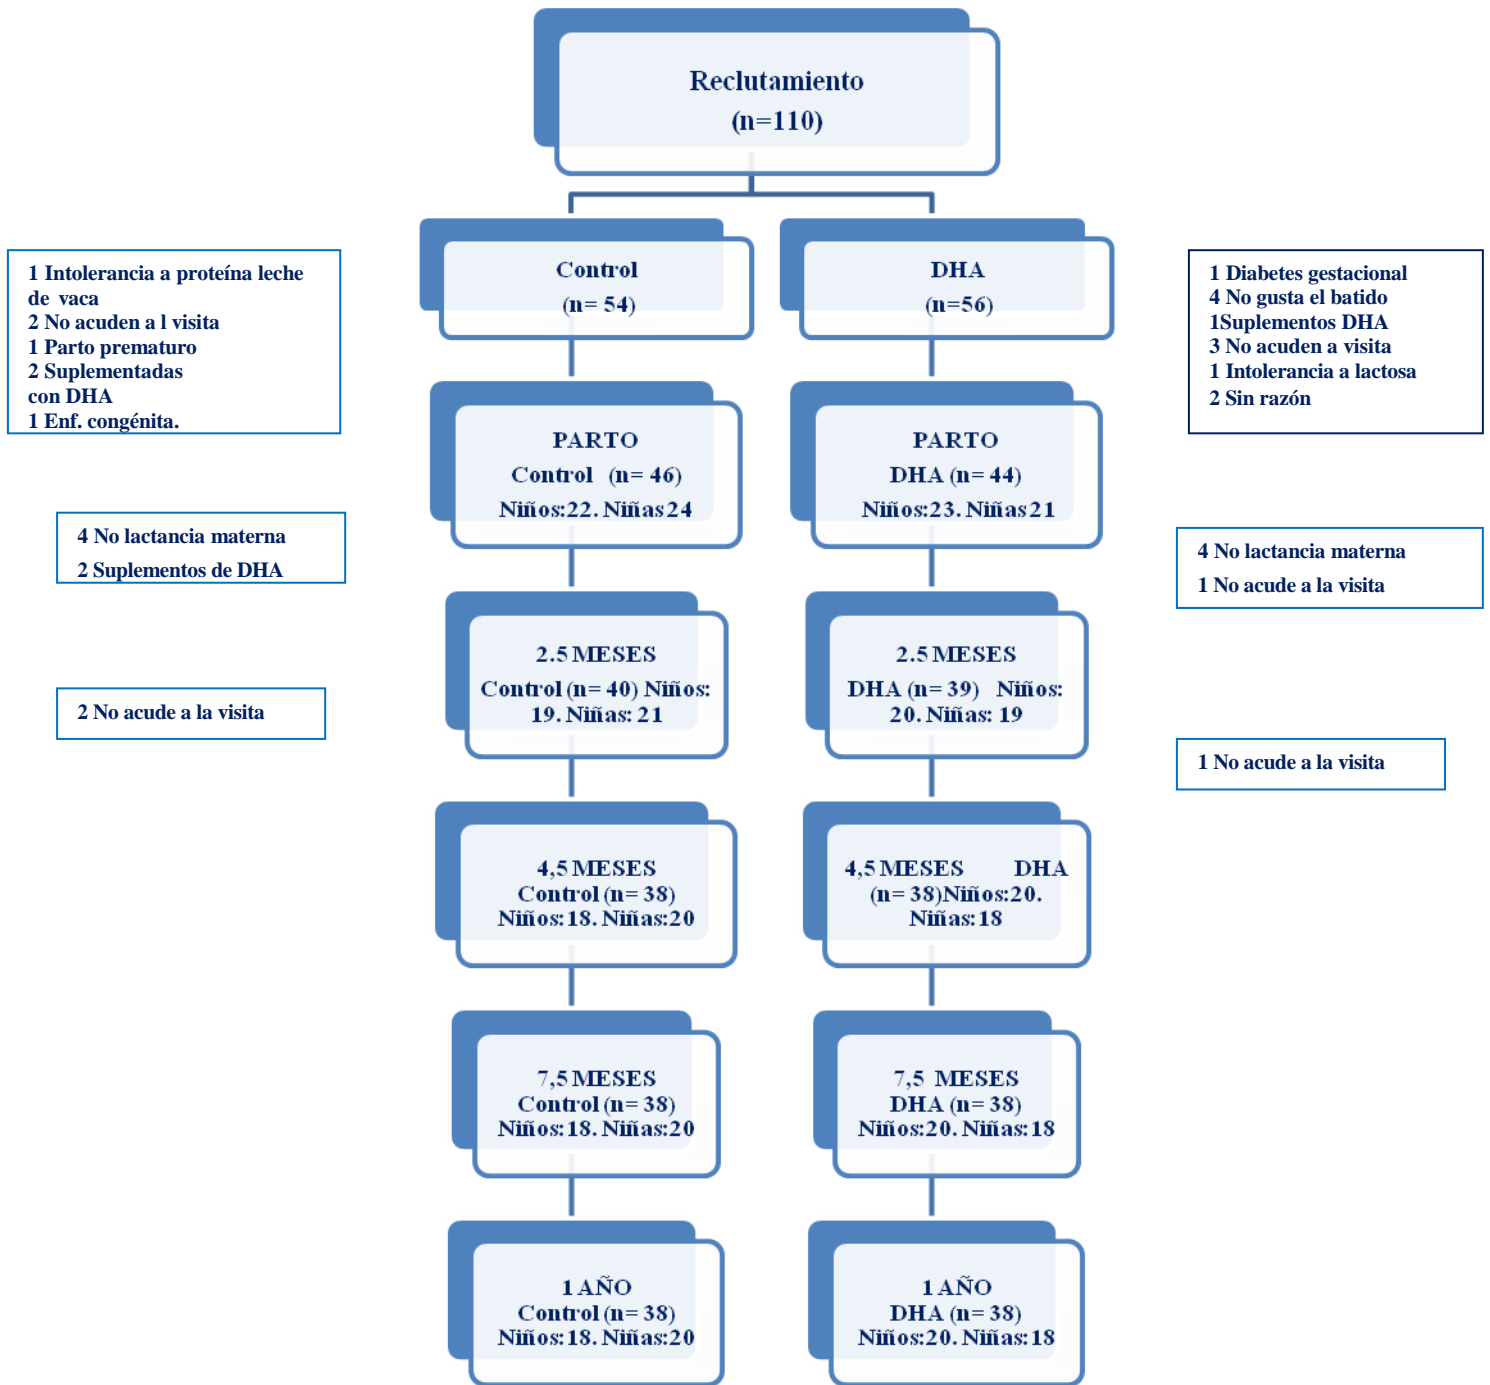 Reclutamiento
(n=110)
Control
(n= 54)
DHA
(n=56)
1 Intolerancia a proteína leche
de vaca
2 No acuden a l visita
1 Parto prematuro
2 Suplementadas
con DHA
1 Enf. congénita.
1 Diabetes gestacional
4 No gusta el batido
1Suplementos DHA
3 No acuden a visita
1 Intolerancia a lactosa
2 Sin razón
PARTO
Control (n= 46)
Niños:22. Niñas 24
PARTO
DHA (n= 44)
Niños:23. Niñas 21
4 No lactancia materna
2 Suplementos de DHA
4 No lactancia materna
1 No acude a la visita
2.5 MESES
Control (n= 40) Niños:
19. Niñas: 21
2.5 MESES
DHA (n= 39) Niños:
20. Niñas: 19
2 No acude a la visita
1 No acude a la visita
4,5 MESES
Control (n= 38)
Niños:18. Niñas:20
4,5 MESES DHA
(n= 38)Niños:20.
Niñas:18
7,5 MESES
Control (n= 38)
Niños:18. Niñas:20
7,5 MESES
DHA (n= 38)
Niños:20. Niñas:18
1 AÑO
Control (n= 38)
Niños:18. Niñas:20
1 AÑO
DHA (n= 38)
Niños:20. Niñas:18